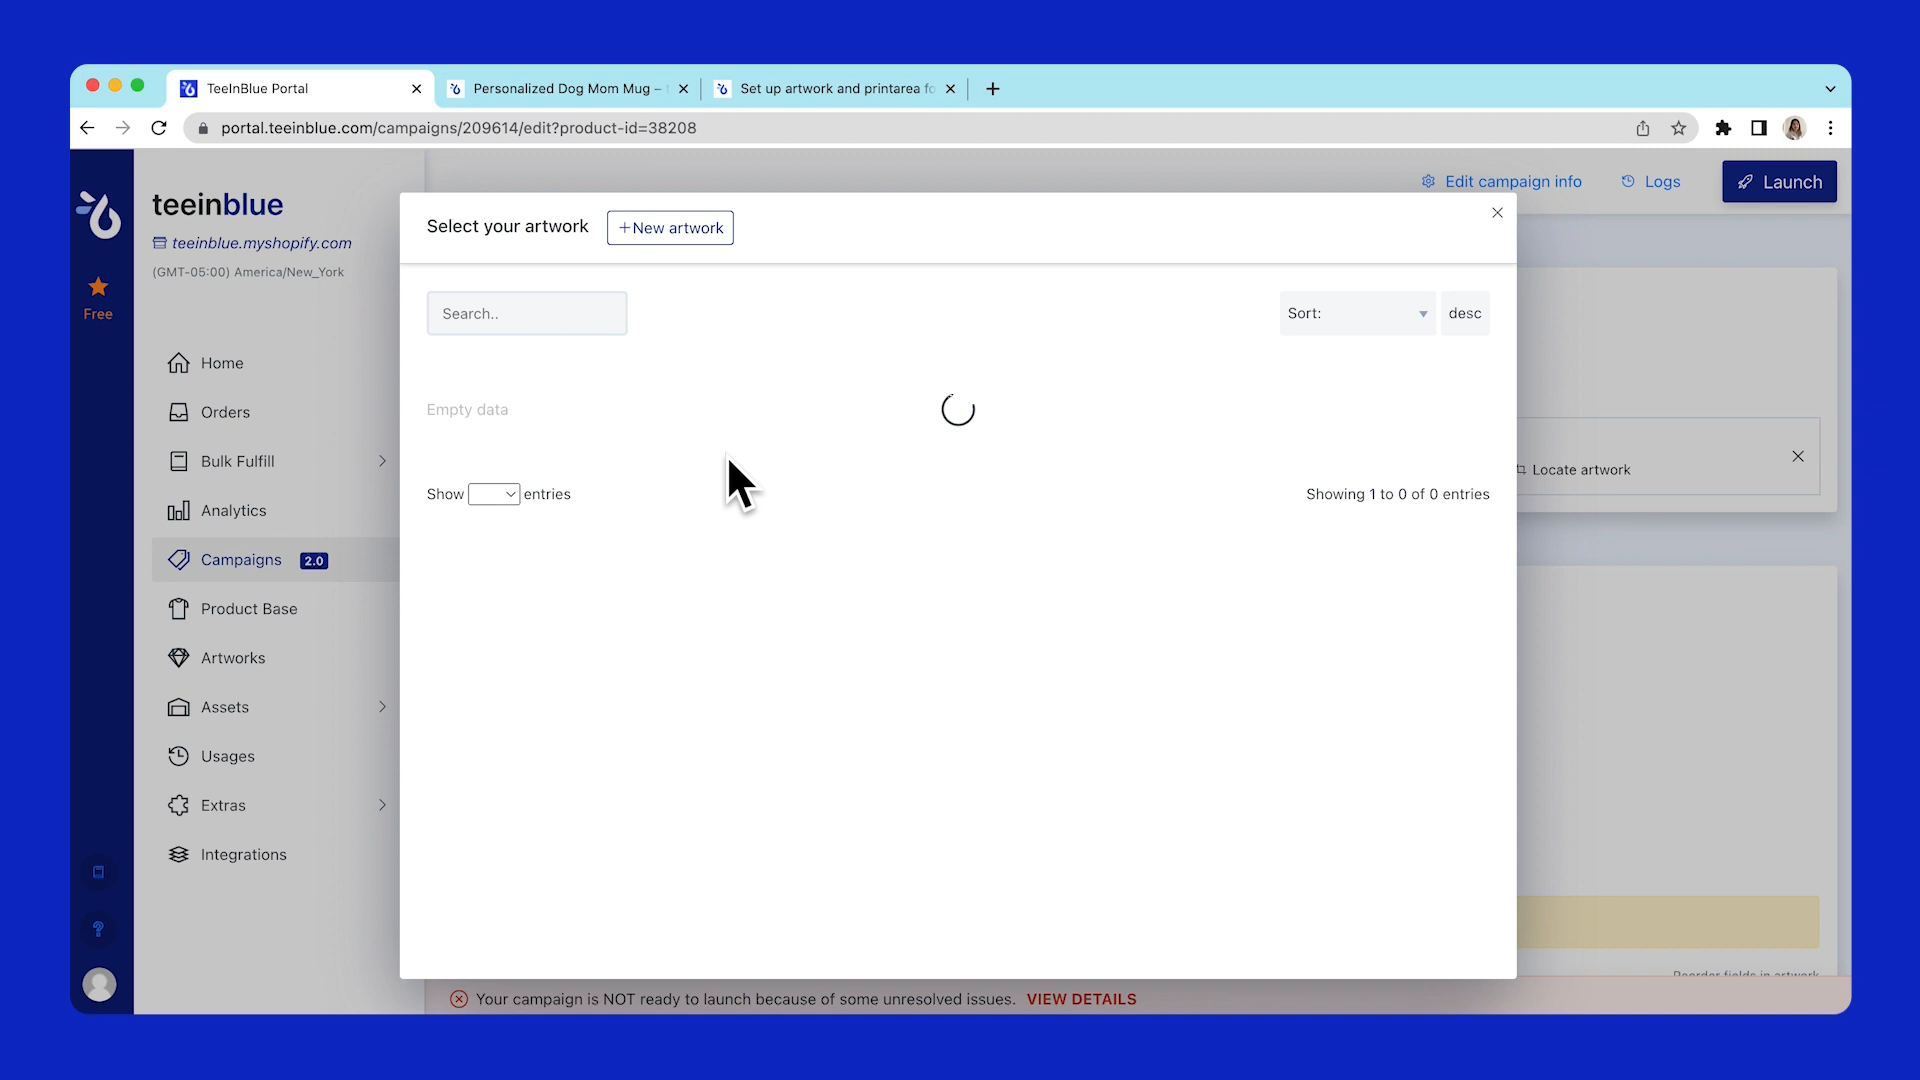 TeeInBlue Portal
Personalized Dog Mom Mug –
Set up artwork and printarea fo
portal.teeinblue.com/campaigns/209614/edit?product-id=38208
teeinblue
teeinblue.myshopify.com
(GMT-05:00) America/New_York
Free
Home
Orders
Bulk Fulfill
Analytics
Campaigns 2.0
Product Base
Artworks
Assets
Usages
Extras
Integrations
?
Edit campaign info
Logs
Launch
Select your artwork
+New artwork
Search..
Sort:
desc
Empty data
Show entries
Showing 1 to 0 of 0 entries
Locate artwork
Reorder fields in artwork
Your campaign is NOT ready to launch because of some unresolved issues. VIEW DETAILS